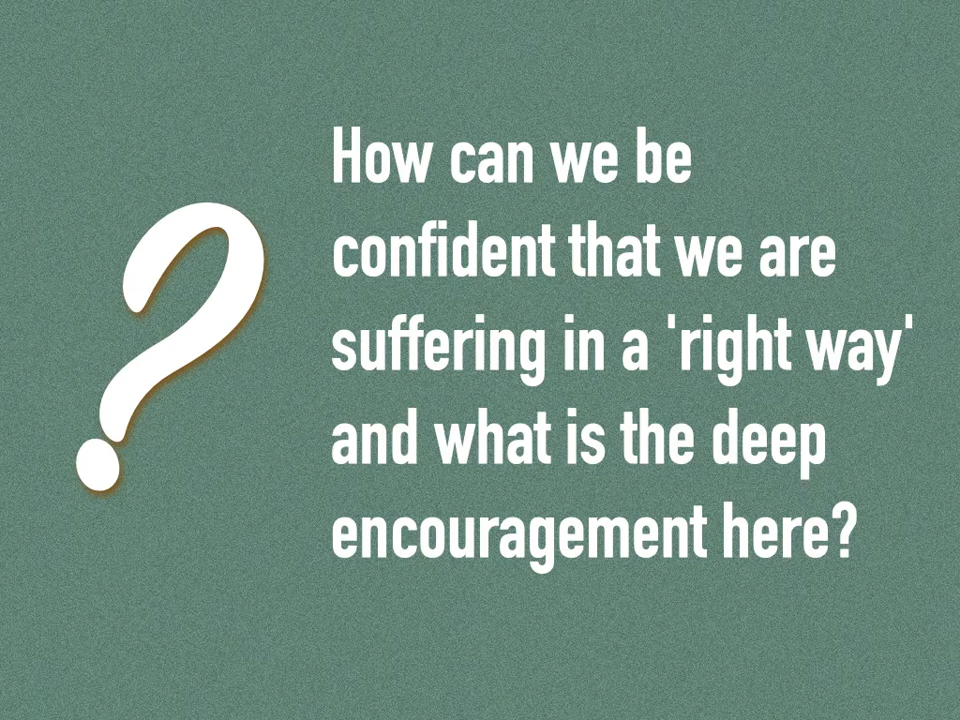 How can we be
confident that we are
suffering in a 'right way'
and what is the deep
encouragement here?
?